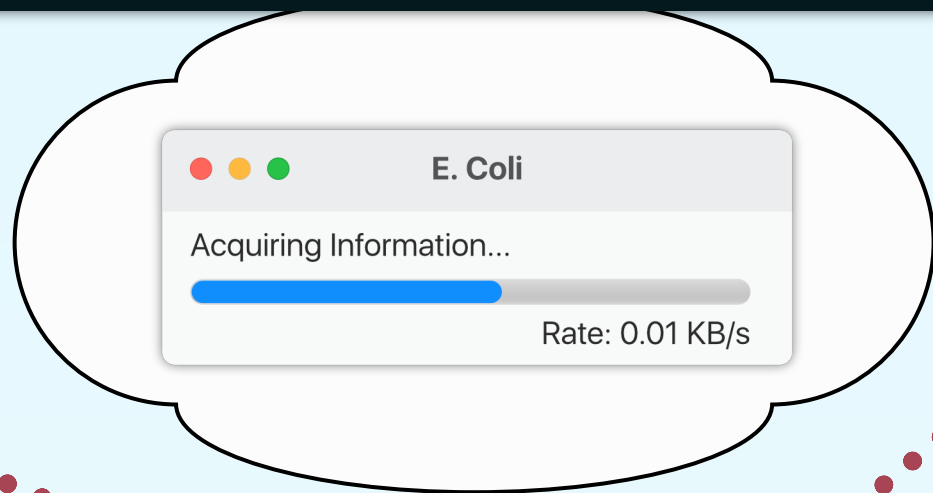 E. Coli
Acquiring Information...
Rate: 0.01 KB/s